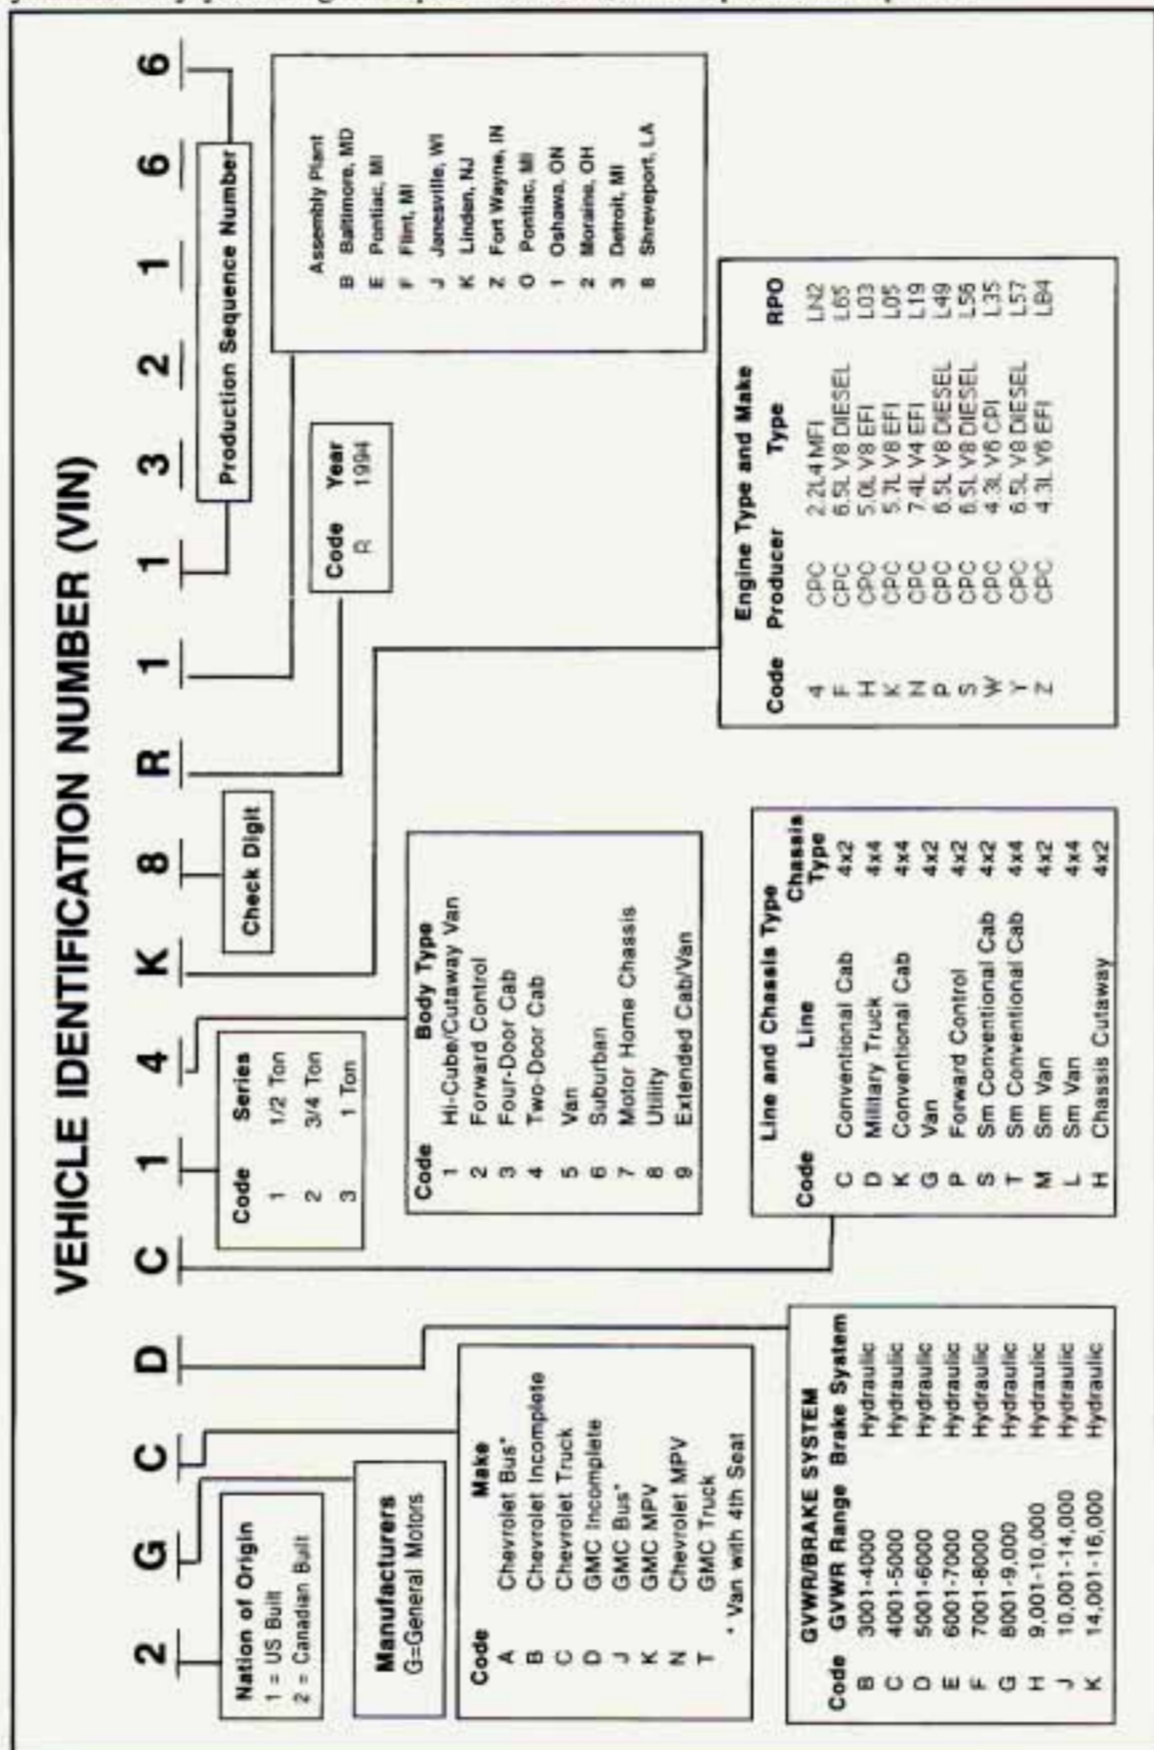 VEHICLE IDENTIFICATION NUMBER (VIN)
2 G C D C 1 4 K 8 R 1 1 3 2 1 6 6
Nation of Origin
1 = US Built
2 = Canadian Built
Manufacturers
G=General Motors
Code Make
A Chevrolet Bus*
B Chevrolet Incomplete
C Chevrolet Truck
D GMC Incomplete
J GMC Bus*
K GMC MPV
N Chevrolet MPV
T GMC Truck
* Van with 4th Seat
GVWR/BRAKE SYSTEM
Code GVWR Range Brake System
B 3001-4000 Hydraulic
C 4001-5000 Hydraulic
D 5001-6000 Hydraulic
E 6001-7000 Hydraulic
F 7001-8000 Hydraulic
G 8001-9,000 Hydraulic
H 9,001-10,000 Hydraulic
J 10,001-14,000 Hydraulic
K 14,001-16,000 Hydraulic
Code Series
1 1/2 Ton
2 3/4 Ton
3 1 Ton
Code Body Type
1 Hi-Cube/Cutaway Van
2 Forward Control
3 Four-Door Cab
4 Two-Door Cab
5 Van
6 Suburban
7 Motor Home Chassis
8 Utility
9 Extended Cab/Van
Line and Chassis Type
Code Line Chassis Type
C Conventional Cab 4x2
D Military Truck 4x4
K Conventional Cab 4x4
G Van 4x2
P Forward Control 4x2
S Sm Conventional Cab 4x2
T Sm Conventional Cab 4x4
M Sm Van 4x2
L Sm Van 4x4
H Chassis Cutaway 4x2
Check Digit
Code Year
R 1994
Production Sequence Number
Assembly Plant
B Baltimore, MD
E Pontiac, MI
F Flint, MI
J Janesville, WI
K Linden, NJ
Z Fort Wayne, IN
O Pontiac, MI
1 Oshawa, ON
2 Moraine, OH
3 Detroit, MI
8 Shreveport, LA
Engine Type and Make
Code Producer Type RPO
4 CPC 2.2L4 MFI LN2
F CPC 6.5L V8 DIESEL L65
H CPC 5.0L V8 EFI L03
K CPC 5.7L V8 EFI L05
N CPC 7.4L V4 EFI L19
P CPC 6.5L V8 DIESEL L49
S CPC 6.5L V8 DIESEL L56
W CPC 4.3L V6 CPI L35
Y CPC 6.5L V8 DIESEL L57
Z CPC 4.3L V6 EFI LB4